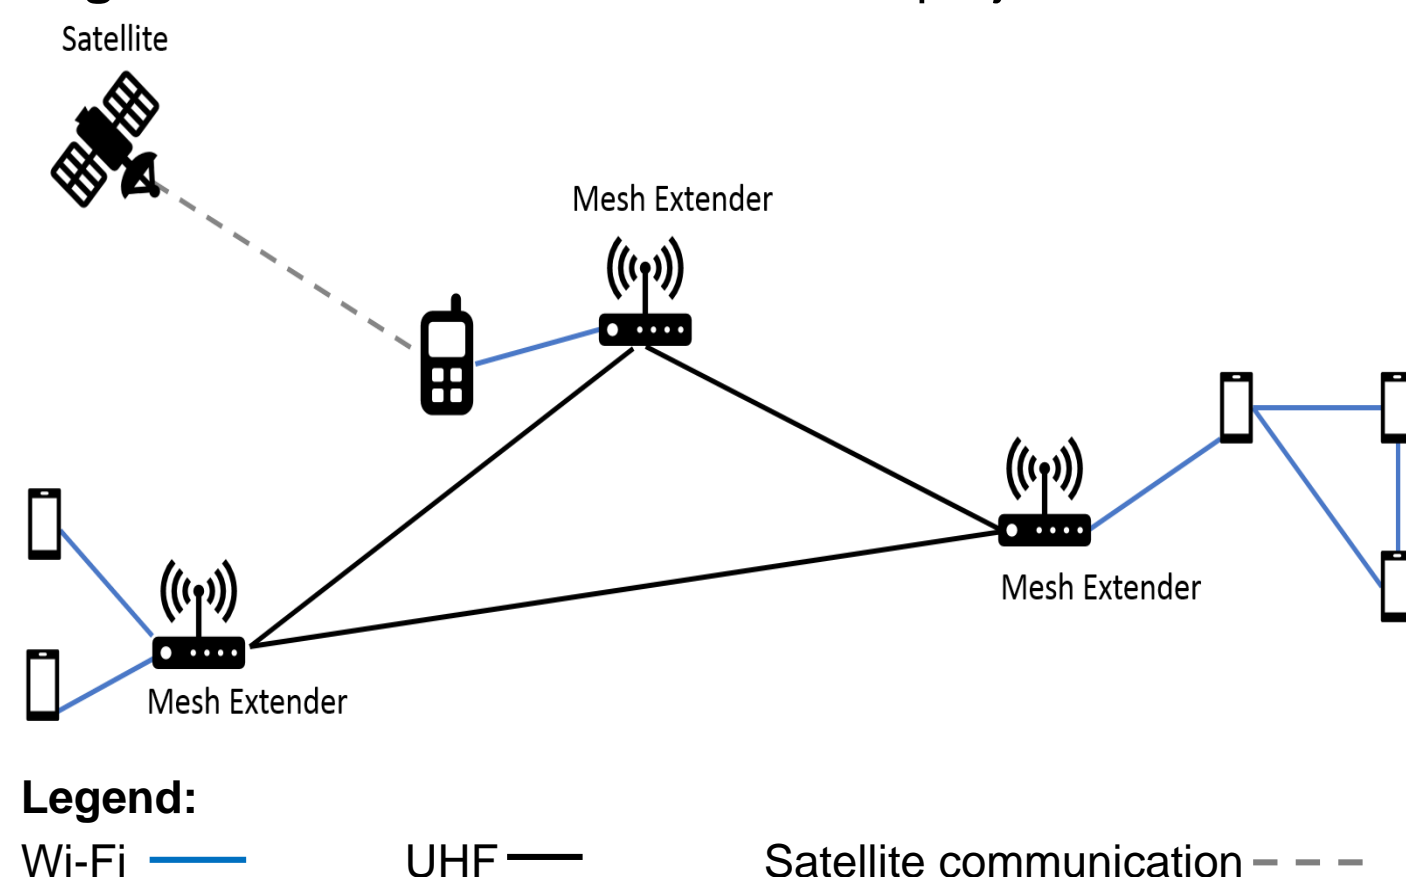 Satellite
Mesh Extender
Mesh Extender
Mesh Extender
Legend:
Wi-Fi
UHF
Satellite communication